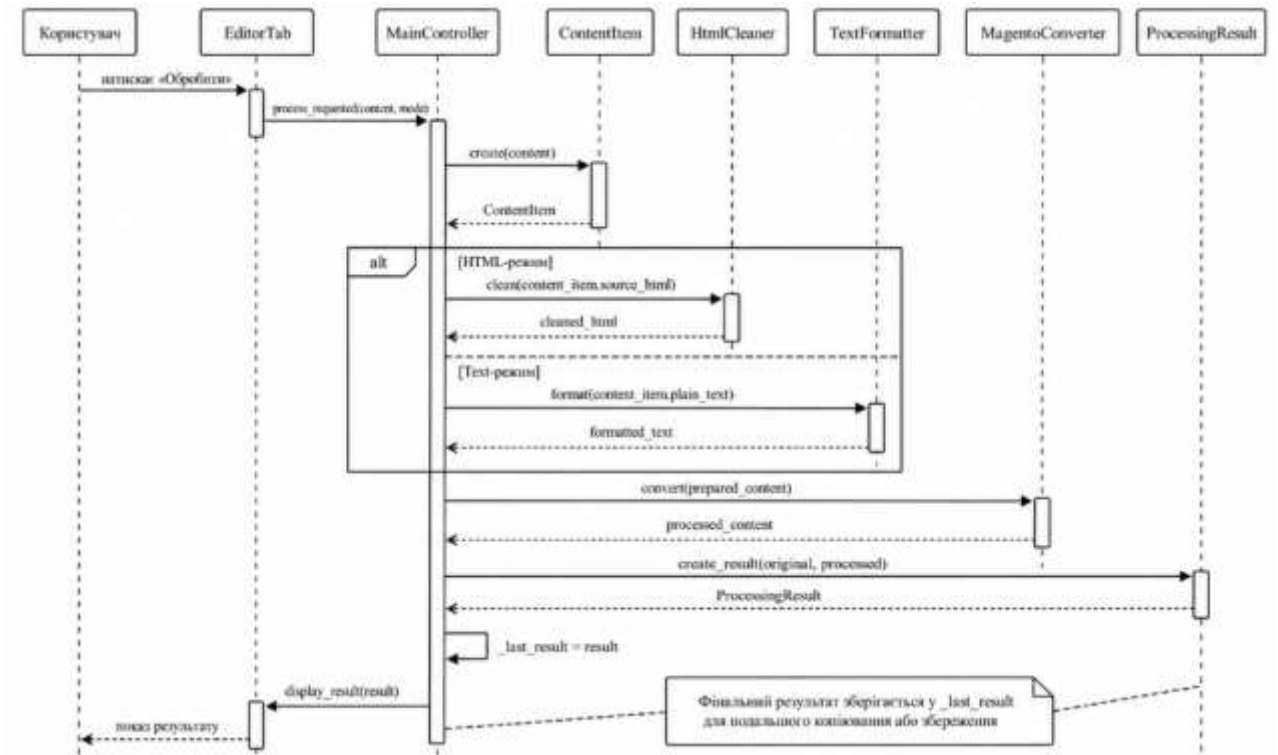 Користувач
EditorTab
MainController
ContentItem
HtmlCleaner
TextFormatter
MagentoConverter
ProcessingResult
натискає «Обробити»
process_requested(content, mode)
create(content)
ContentItem
alt
[HTML-режим]
clean(content_item.source_html)
cleaned_html
[Text-режим]
format(content_item.plain_text)
formatted_text
convert(prepared_content)
processed_content
create_result(original, processed)
ProcessingResult
_last_result = result
display_result(result)
Фінальний результат зберігається у _last_result
для подальшого копіювання або збереження
показ результату